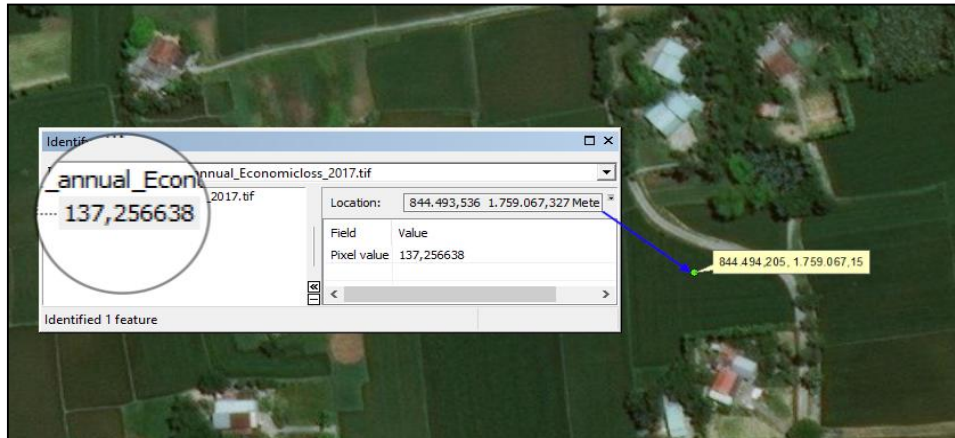 Identif
_annual_Econ
nnual_Economicloss_2017.tif
_2017.tif
137,256638
Location: 844.493,536 1.759.067,327 Mete
Field Value
Pixel value 137,256638
844.494,205, 1.759.067,15
Identified 1 feature